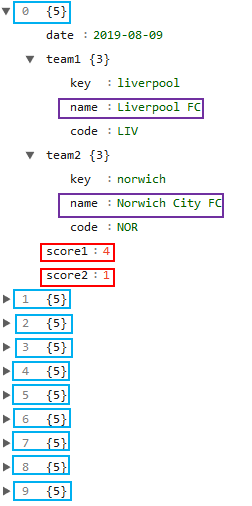 0 {5}
date : 2019-08-09
team1 {3}
key : liverpool
name : Liverpool FC
code : LIV
team2 {3}
key : norwich
name : Norwich City FC
code : NOR
score1 : 4
score2 : 1
1 {5}
2 {5}
3 {5}
4 {5}
5 {5}
6 {5}
7 {5}
8 {5}
9 {5}